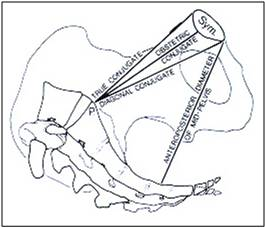 Sym.
TRUE CONJUGATE
OBSTETRIC
CONJUGATE
DIAGONAL CONJUGATE
P
ANTEROPOSTERIOR (DIAMETER)
OF MID-PELVIS